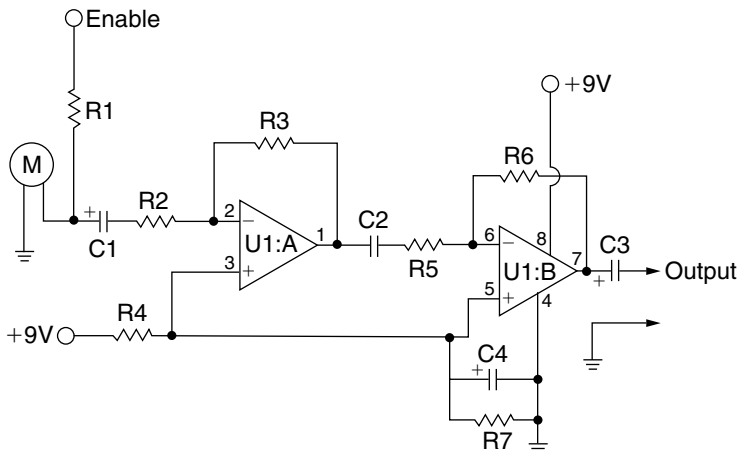 Enable
R1
+9V
M
R3
R6
R2
C2
2
−
8
C1
U1:A
1
6
−
C3
3
+
R5
U1:B
7
Output
5
+
+
R4
4
+9V
C4
+
R7
+